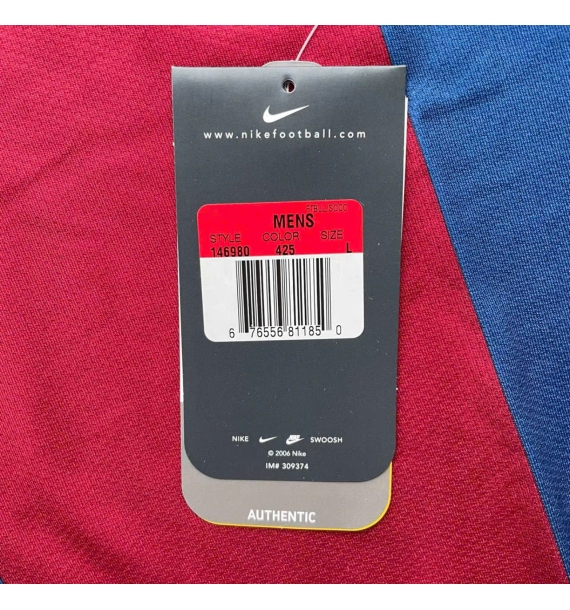 www.nikefootball.com
MENS
STYLE COLOR SIZE
146980 425 L
6 76556 81185 0
NIKE SWOOSH
© 2006 Nike
IM# 309374
AUTHENTIC